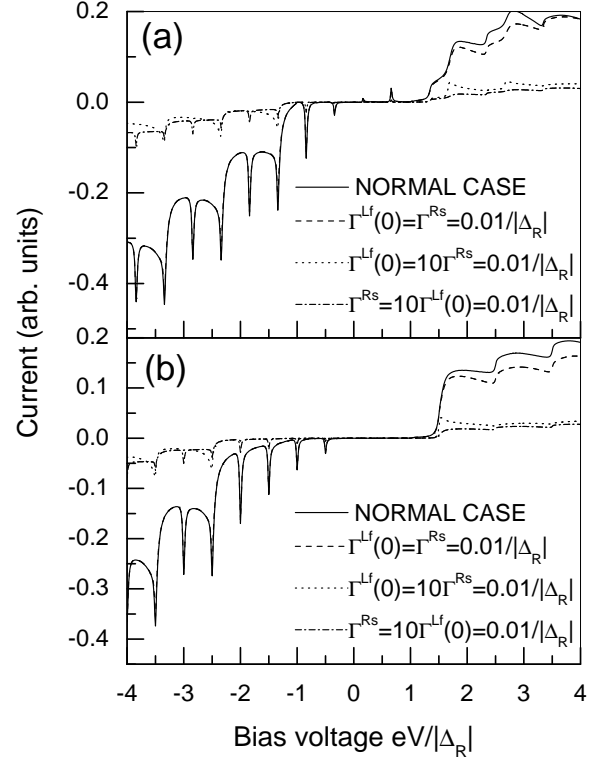 0.2
(a)
0.0
-0.2
-0.4
NORMAL CASE
Γ^Lf(0)=Γ^Rs=0.01/|Δ_R|
Γ^Lf(0)=10Γ^Rs=0.01/|Δ_R|
Γ^Rs=10Γ^Lf(0)=0.01/|Δ_R|
Current (arb. units)
0.2
(b)
0.1
0.0
-0.1
-0.2
-0.3
-0.4
NORMAL CASE
Γ^Lf(0)=Γ^Rs=0.01/|Δ_R|
Γ^Lf(0)=10Γ^Rs=0.01/|Δ_R|
Γ^Rs=10Γ^Lf(0)=0.01/|Δ_R|
-4 -3 -2 -1 0 1 2 3 4
Bias voltage eV/|Δ_R|